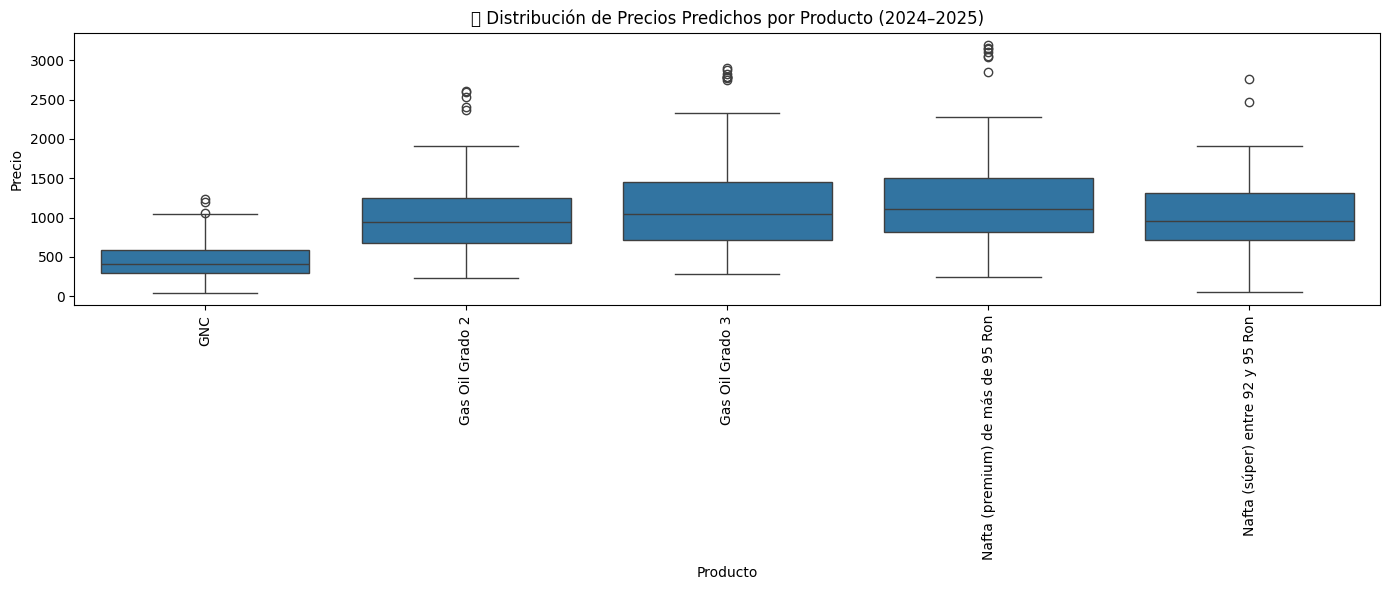 Distribución de Precios Predichos por Producto (2024–2025)
Precio
3000
2500
2000
1500
1000
500
0
GNC
Gas Oil Grado 2
Gas Oil Grado 3
Nafta (premium) de más de 95 Ron
Nafta (súper) entre 92 y 95 Ron
Producto